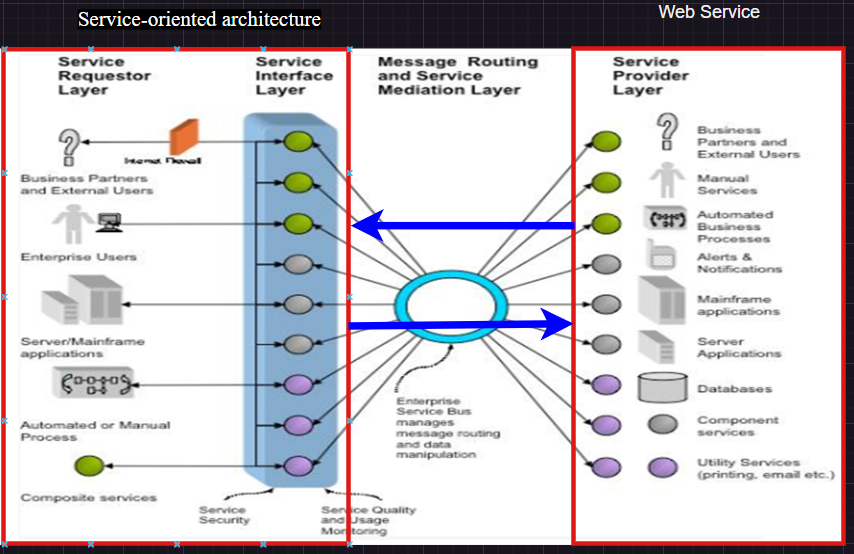 Service-oriented architecture
Web Service
Service
Requestor
Layer
Service
Interface
Layer
Message Routing
and Service
Mediation Layer
Service
Provider
Layer
Internet Firewall
Business Partners
and External Users
Enterprise Users
Server/Mainframe
applications
Automated or Manual
Process
Composite services
Service
Security
Service Quality
and Usage
Monitoring
Enterprise
Service Bus
manages
message routing
and data
manipulation
Business
Partners and
External Users
Manual
Services
Automated
Business
Processes
Alerts &
Notifications
Mainframe
applications
Server
Applications
Databases
Component
services
Utility Services
(printing, email etc.)